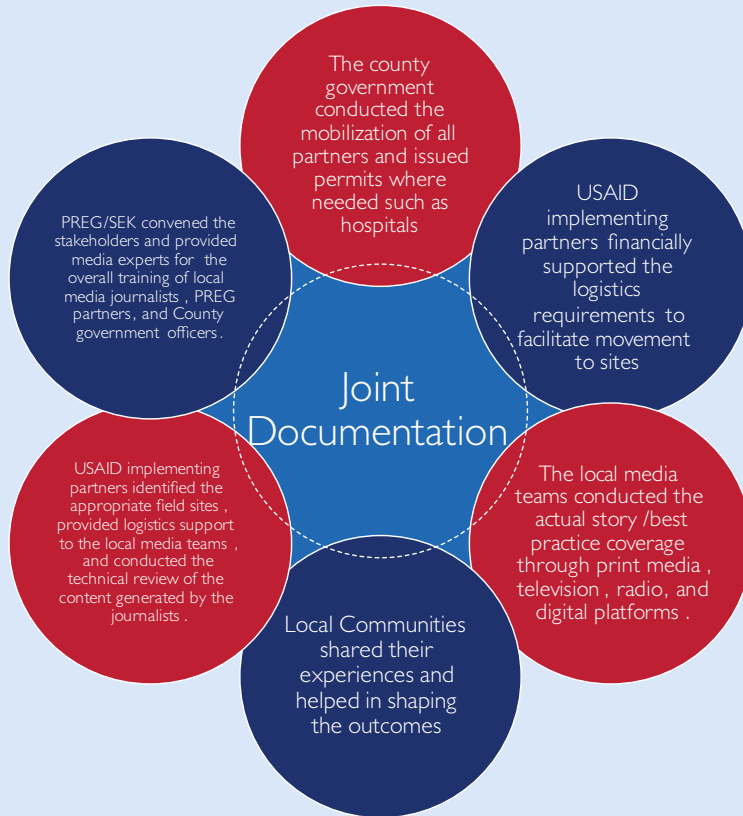 The county
government
conducted the
mobilization of all
partners and issued
permits where
needed such as
hospitals
USAID
implementing
partners financially
supported the
logistics
requirements to
facilitate movement
to sites
The local media
teams conducted the
actual story /best
practice coverage
through print media ,
television , radio, and
digital platforms .
Local Communities
shared their
experiences and
helped in shaping
the outcomes
USAID implementing
partners identified the
appropriate field sites ,
provided logistics support
to the local media teams ,
and conducted the
technical review of the
content generated by the
journalists .
PREG/SEK convened the
stakeholders and provided
media experts for the
overall training of local
media journalists , PREG
partners, and County
government officers .
Joint
Documentation